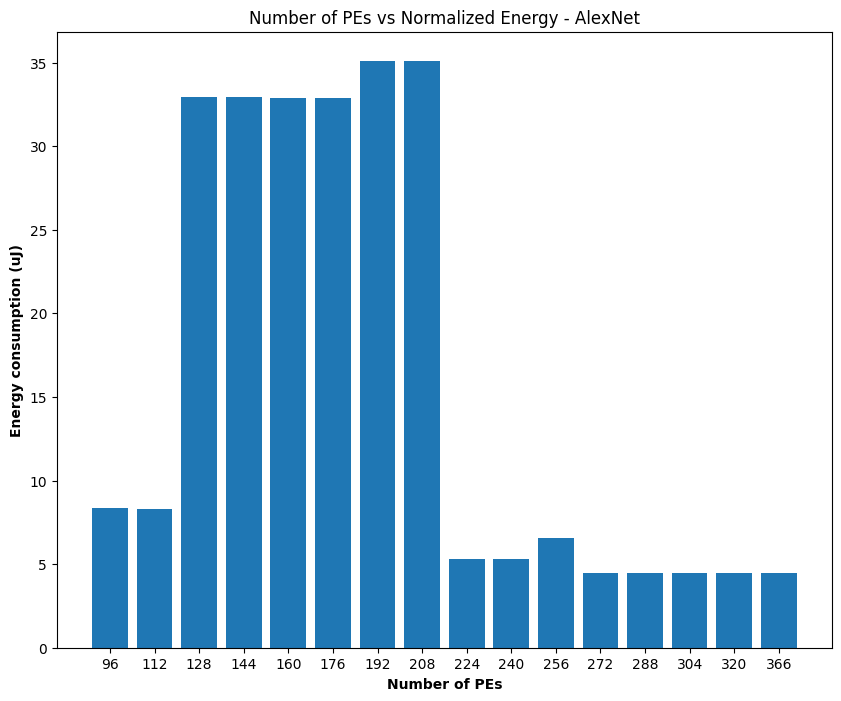 Number of PEs vs Normalized Energy - AlexNet
35
30
25
20
15
10
5
0
Energy consumption (uJ)
96 112 128 144 160 176 192 208 224 240 256 272 288 304 320 366
Number of PEs